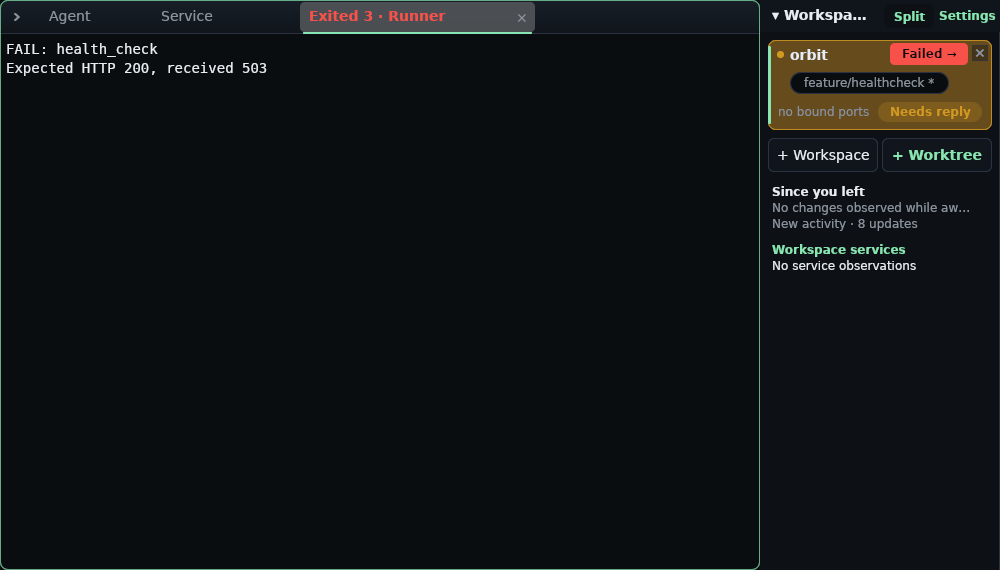 Agent
Service
Exited 3 · Runner
×
FAIL: health_check
Expected HTTP 200, received 503
▾ Workspa...
Split
Settings
orbit
Failed →
×
feature/healthcheck *
no bound ports
Needs reply
+ Workspace
+ Worktree
Since you left
No changes observed while aw...
New activity · 8 updates
Workspace services
No service observations